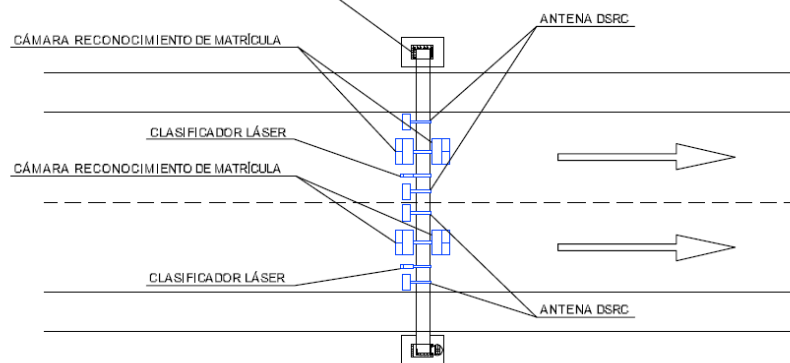 ANTENA DSRC
CÁMARA RECONOCIMIENTO DE MATRÍCULA
CLASIFICADOR LÁSER
CÁMARA RECONOCIMIENTO DE MATRÍCULA
CLASIFICADOR LÁSER
ANTENA DSRC